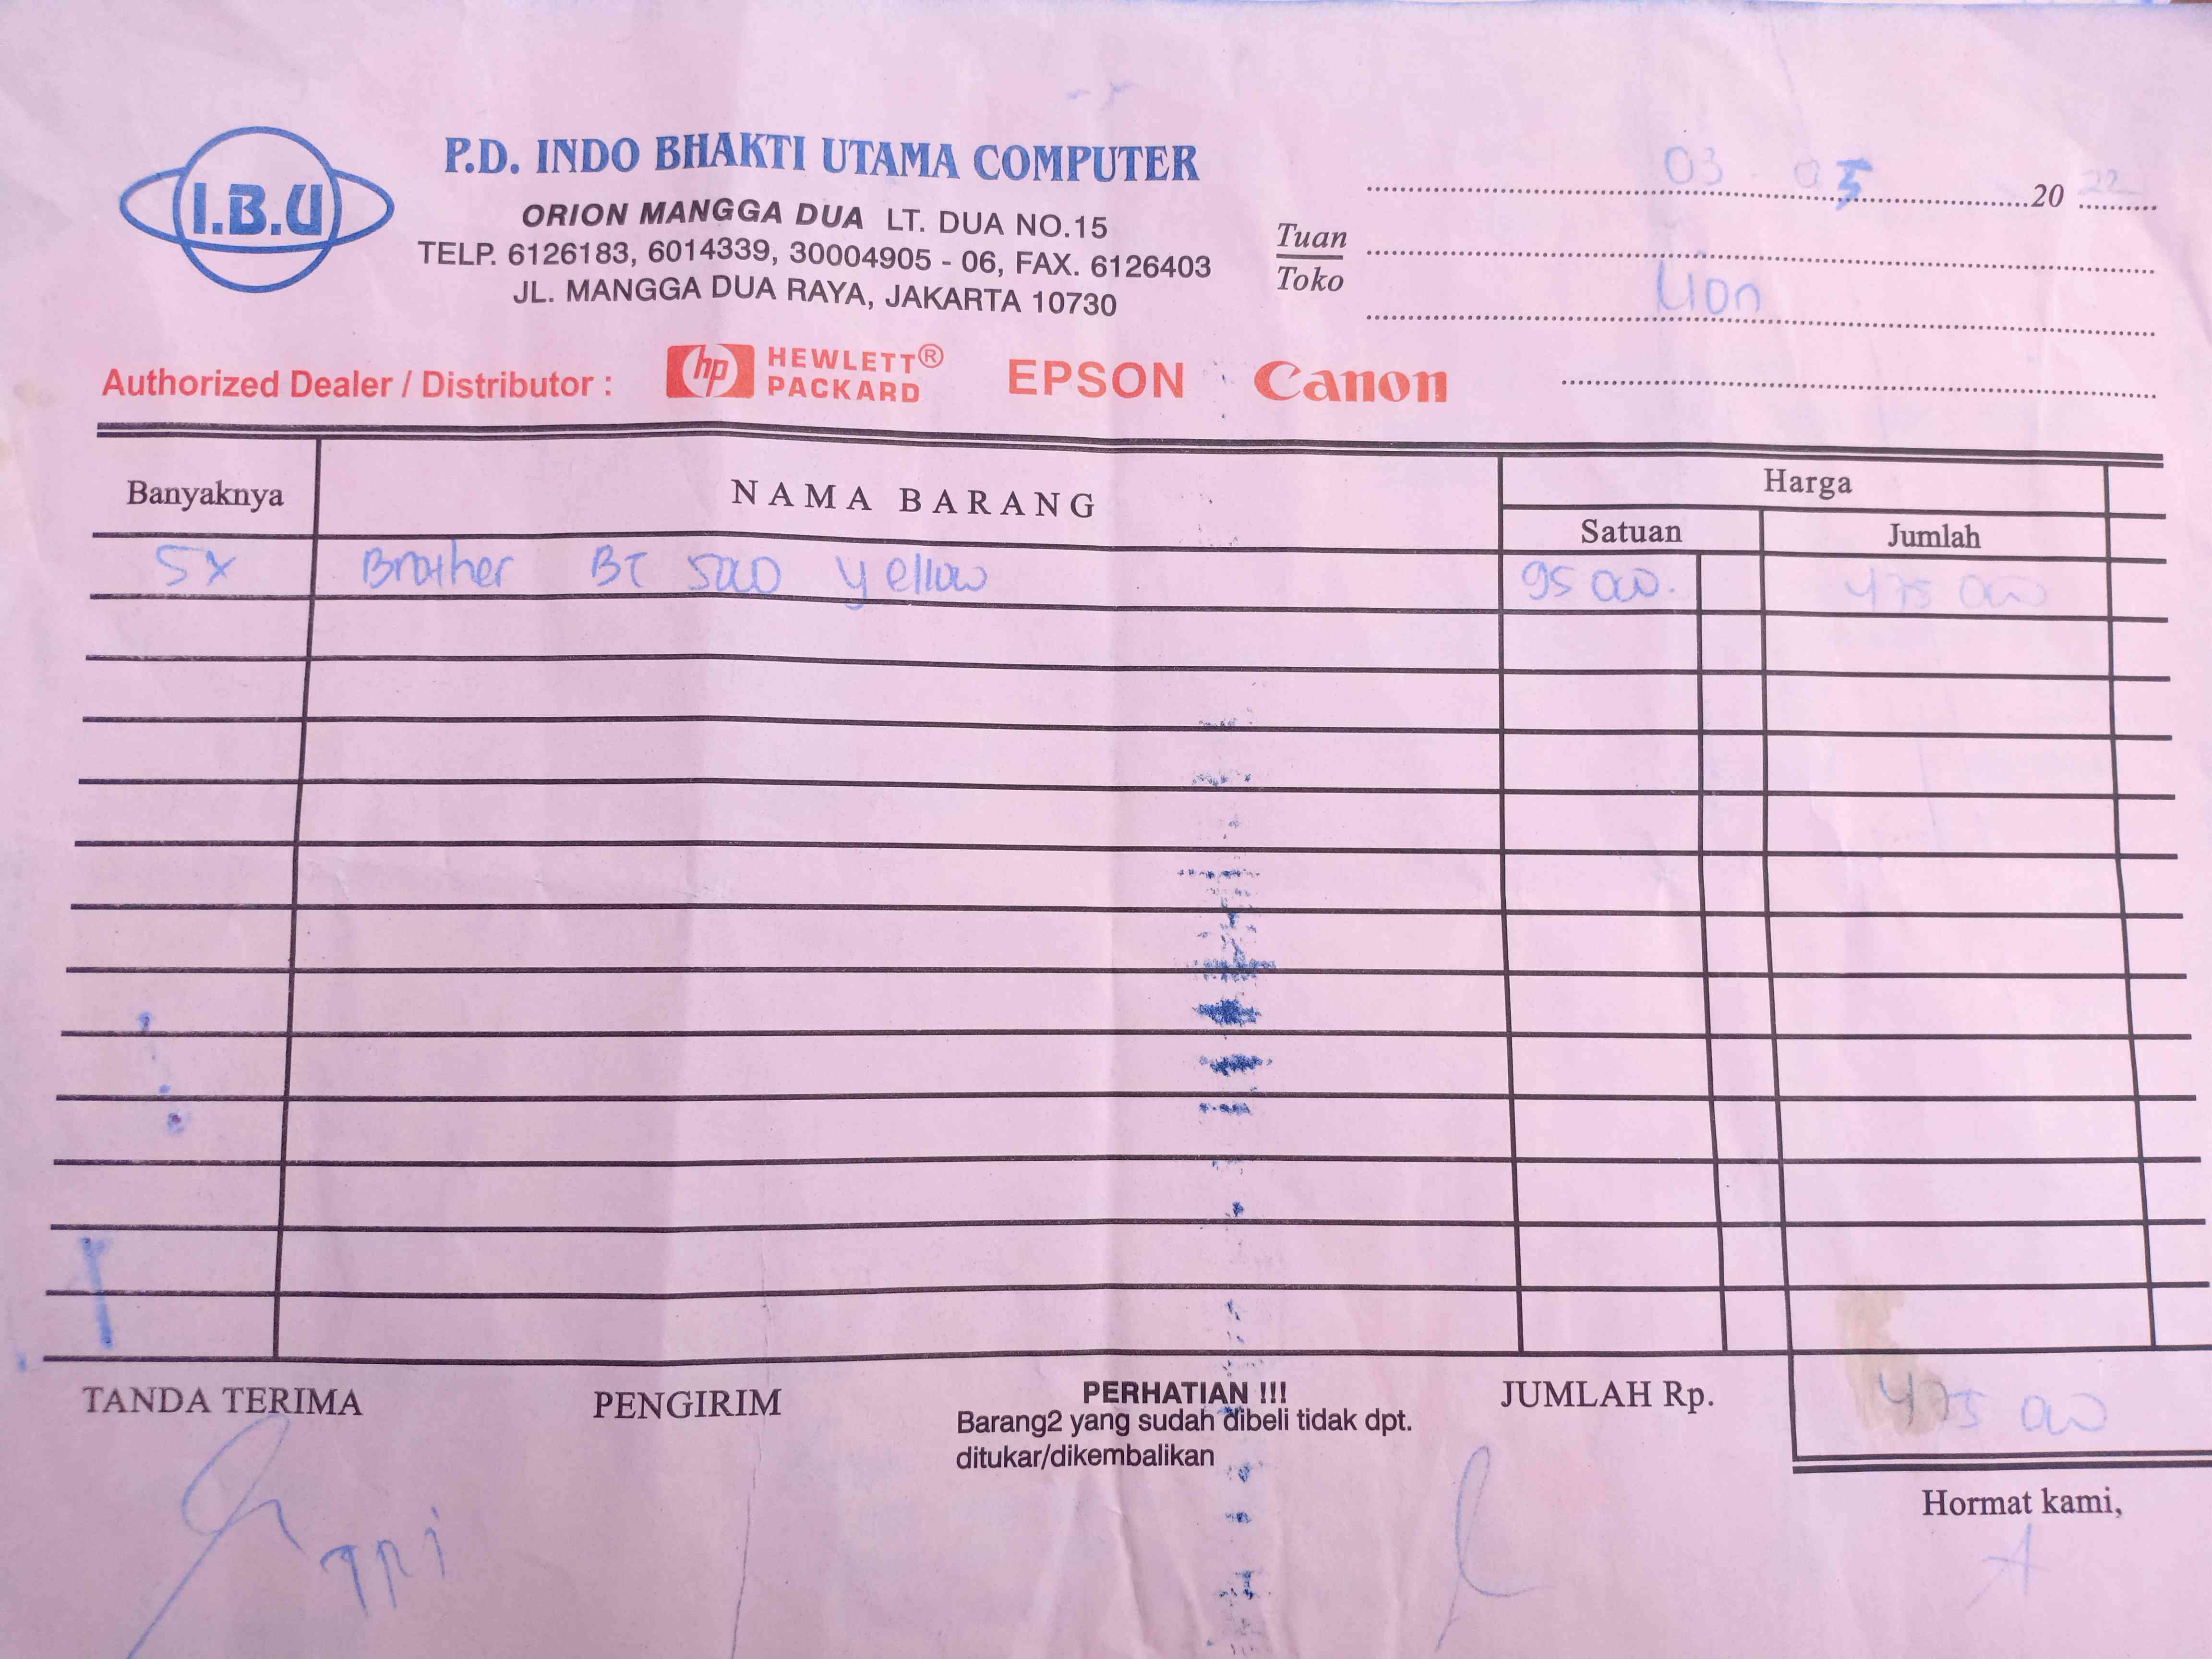 I.B.U
P.D. INDO BHAKTI UTAMA COMPUTER
ORION MANGGA DUA LT. DUA NO.15
TELP. 6126183, 6014339, 30004905 - 06, FAX. 6126403
JL. MANGGA DUA RAYA, JAKARTA 10730
03 - 05 20 22
Tuan
Toko
Lion
Authorized Dealer / Distributor : hp HEWLETT® PACKARD EPSON Canon
Banyaknya NAMA BARANG Harga
Satuan Jumlah
5x Brother BT 5000 yellow 95 000. 475 000
TANDA TERIMA PENGIRIM PERHATIAN !!! JUMLAH Rp. 475 000
Barang2 yang sudah dibeli tidak dpt.
ditukar/dikembalikan
Hormat kami,